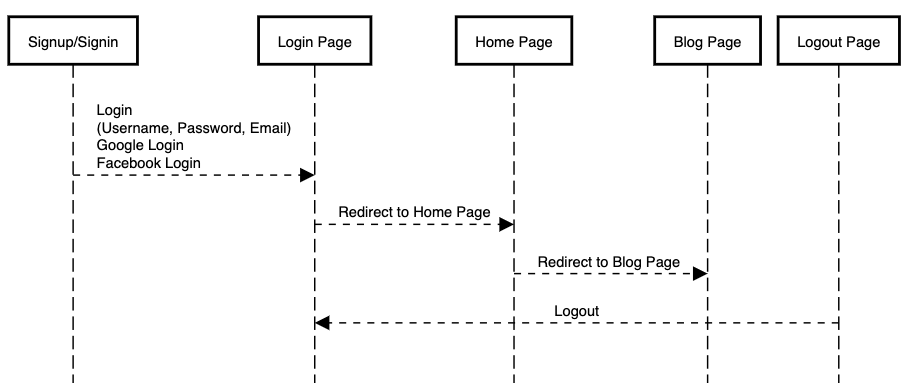 Signup/Signin
Login Page
Home Page
Blog Page
Logout Page
Login
(Username, Password, Email)
Google Login
Facebook Login
Redirect to Home Page
Redirect to Blog Page
Logout